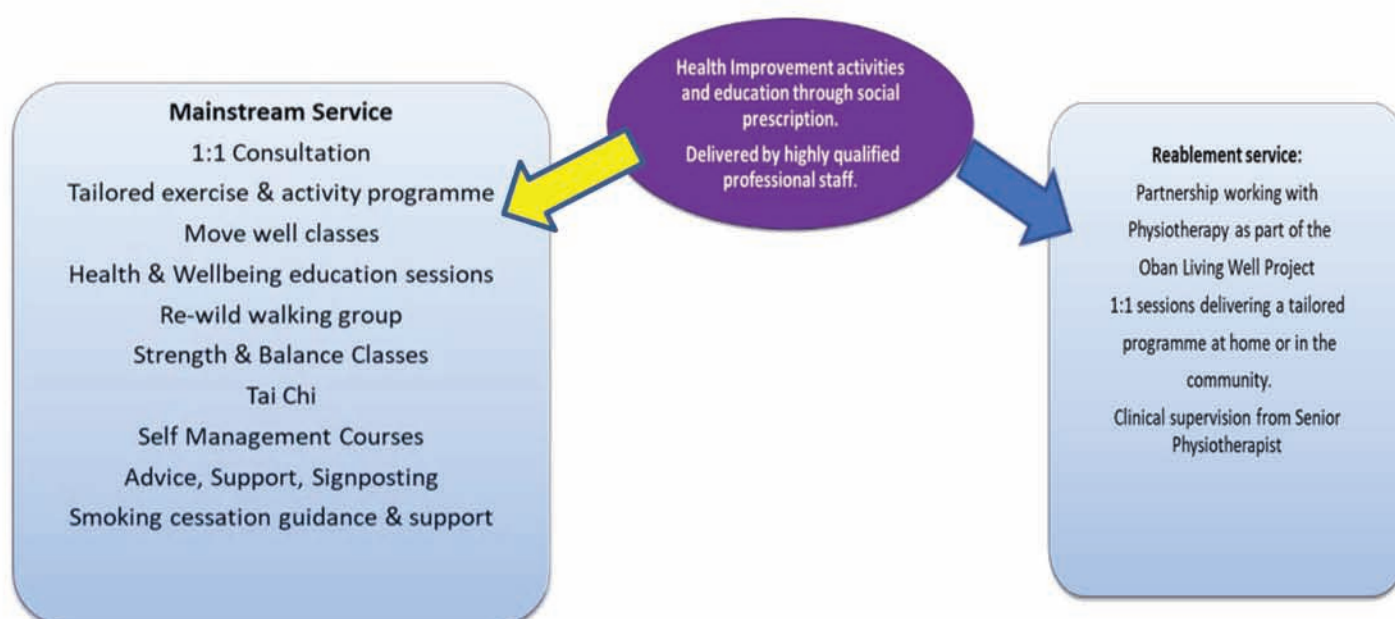 Health Improvement activities
and education through social
prescription.
Delivered by highly qualified
professional staff.
Mainstream Service
1:1 Consultation
Tailored exercise & activity programme
Move well classes
Health & Wellbeing education sessions
Re-wild walking group
Strength & Balance Classes
Tai Chi
Self Management Courses
Advice, Support, Signposting
Smoking cessation guidance & support
Reablement service:
Partnership working with
Physiotherapy as part of the
Oban Living Well Project
1:1 sessions delivering a tailored
programme at home or in the
community.
Clinical supervision from Senior
Physiotherapist